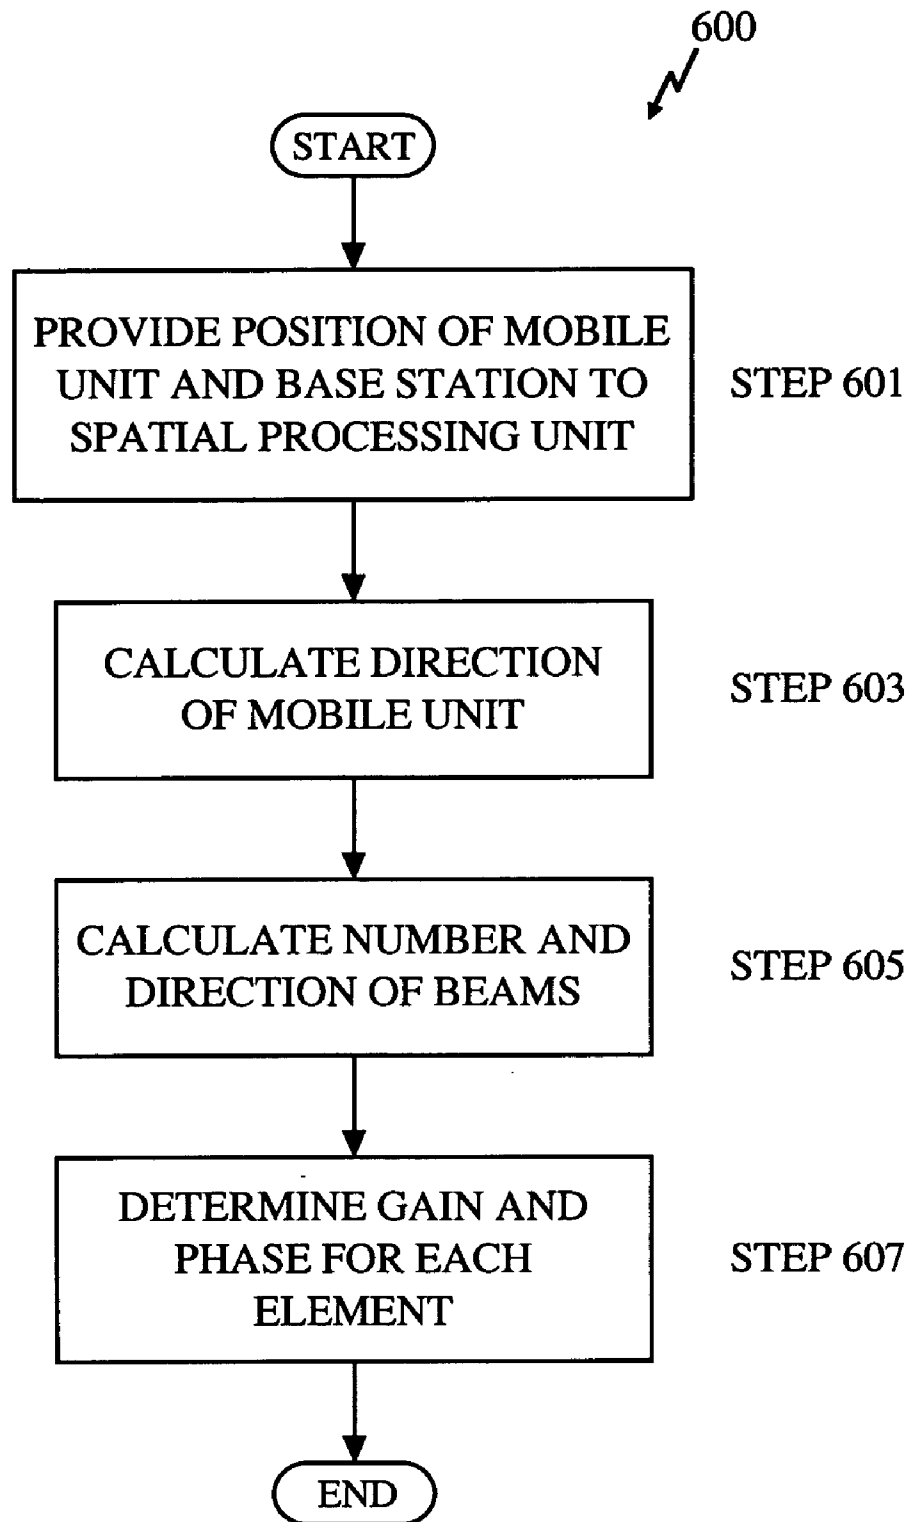 600
START
PROVIDE POSITION OF MOBILE
UNIT AND BASE STATION TO
SPATIAL PROCESSING UNIT
STEP 601
CALCULATE DIRECTION
OF MOBILE UNIT
STEP 603
CALCULATE NUMBER AND
DIRECTION OF BEAMS
STEP 605
DETERMINE GAIN AND
PHASE FOR EACH
ELEMENT
STEP 607
END